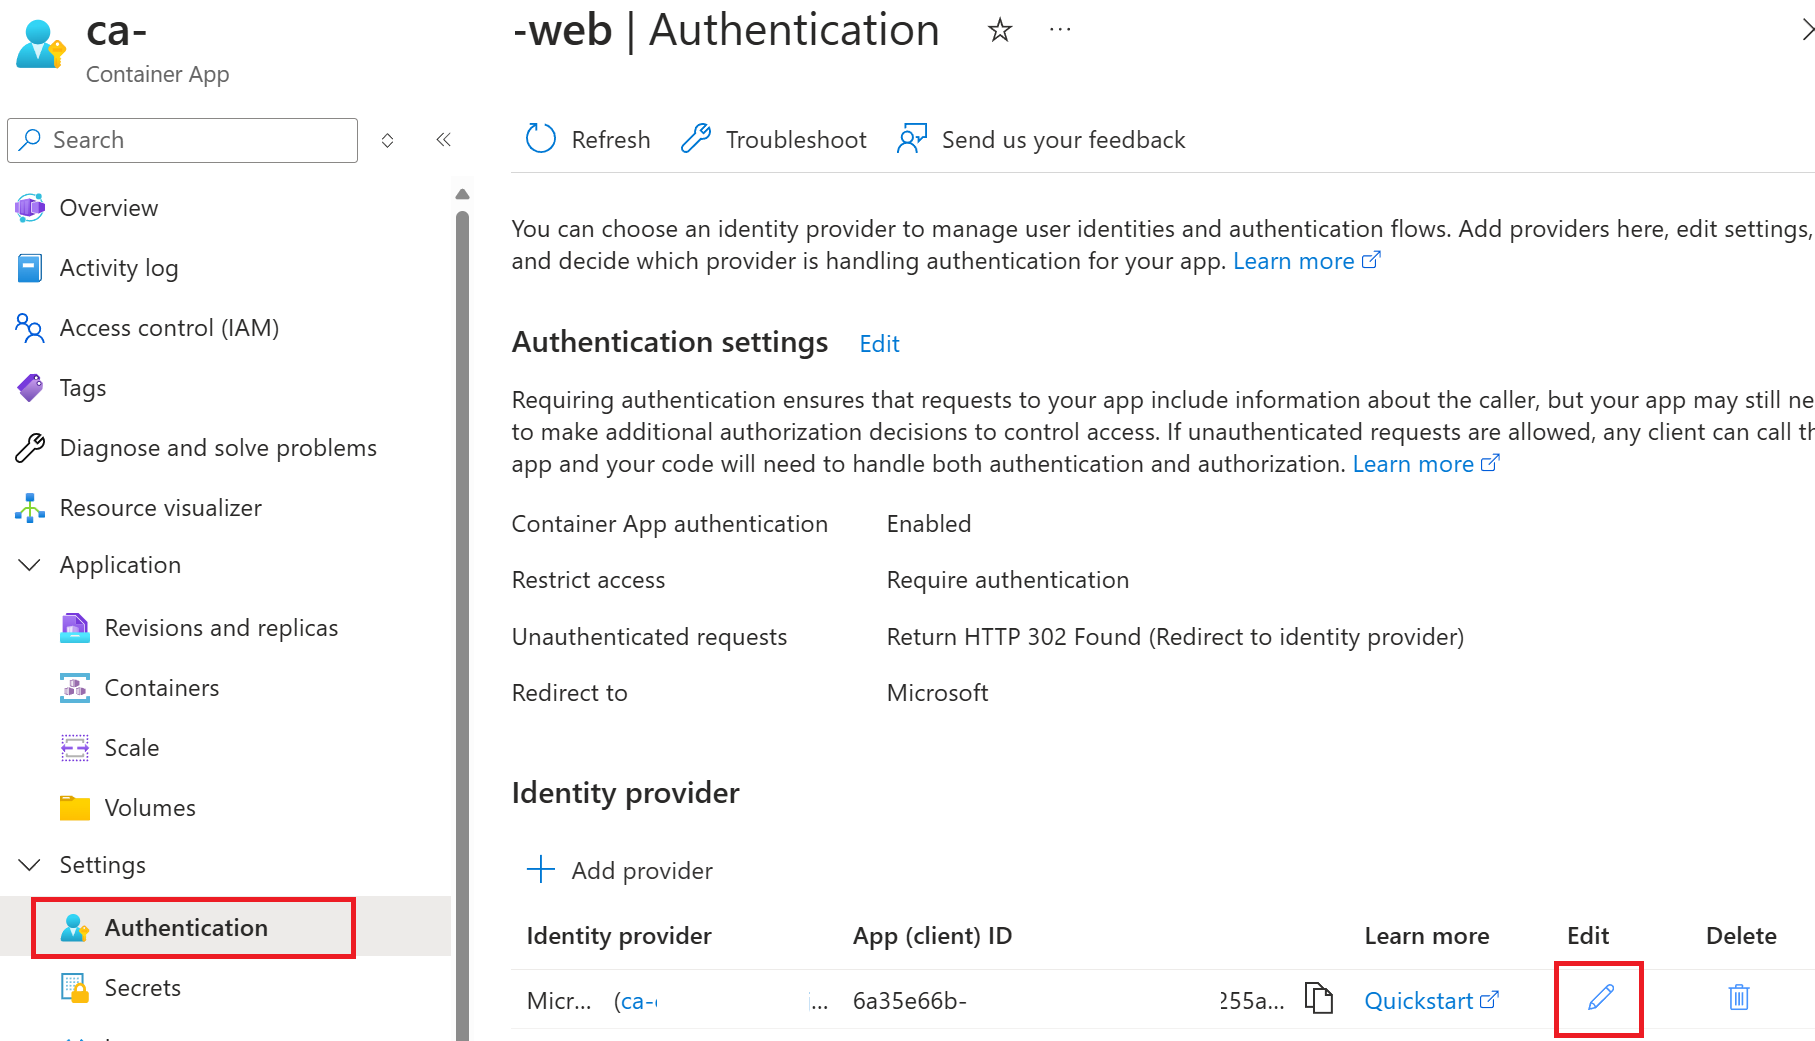 ca-
-web | Authentication
Container App
Search
Refresh
Troubleshoot
Send us your feedback
Overview
Activity log
Access control (IAM)
Tags
Diagnose and solve problems
Resource visualizer
Application
Revisions and replicas
Containers
Scale
Volumes
Settings
Authentication
Secrets
You can choose an identity provider to manage user identities and authentication flows. Add providers here, edit settings,
and decide which provider is handling authentication for your app. Learn more
Authentication settings Edit
Requiring authentication ensures that requests to your app include information about the caller, but your app may still ne
to make additional authorization decisions to control access. If unauthenticated requests are allowed, any client can call th
app and your code will need to handle both authentication and authorization. Learn more
Container App authentication Enabled
Restrict access Require authentication
Unauthenticated requests Return HTTP 302 Found (Redirect to identity provider)
Redirect to Microsoft
Identity provider
Add provider
Identity provider App (client) ID Learn more Edit Delete
Micr... (ca- ... 6a35e66b- 255a... Quickstart